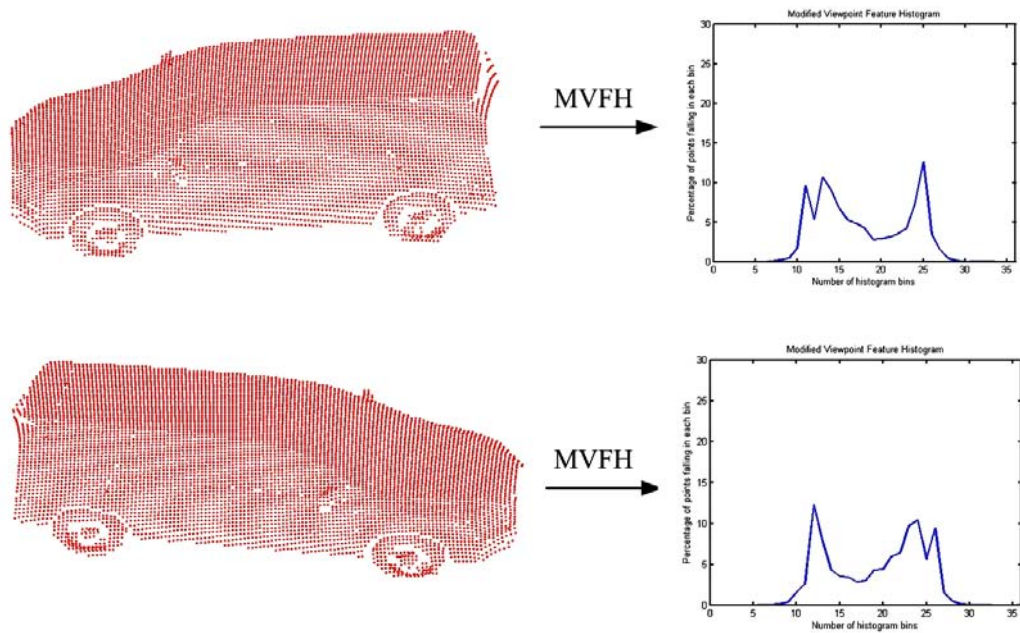 Modified Viewpoint Feature Histogram
Percentage of points falling in each bin
30
25
20
15
10
5
0
0 5 10 15 20 25 30 35
Number of histogram bins
MVFH
Modified Viewpoint Feature Histogram
Percentage of points falling in each bin
30
25
20
15
10
5
0
0 5 10 15 20 25 30 35
Number of histogram bins
MVFH